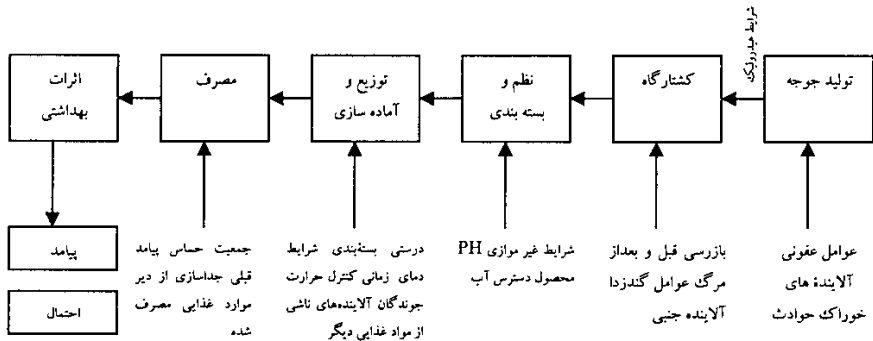 شرایط هیدرولیک
تولید جوجه
کشتارگاه
نظم و
بسته بندی
توزیع و
آماده سازی
مصرف
اثرات
بهداشتی
عوامل عفونی
آلایندۀ های
خوراک حوادث
بازرسی قبل و بعداز
مرگ عوامل گندزدا
آلاینده جنبی
شرایط غیر موازی PH
محصول دسترس آب
درستی بسته‌بندی شرایط
دمای زمانی کنترل حرارت
جوندگان آلاینده‌های ناشی
از مواد غذایی دیگر
جمعیت حساس پیامد
قبلی جداسازی از دیر
موارد غذایی مصرف
شده
پیامد
احتمال